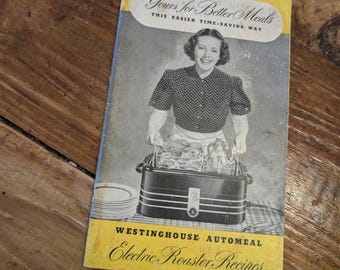 Yours For Better Meals
THIS EASIER TIME-SAVING WAY
WESTINGHOUSE AUTOMEAL
Electric Roaster Recipes